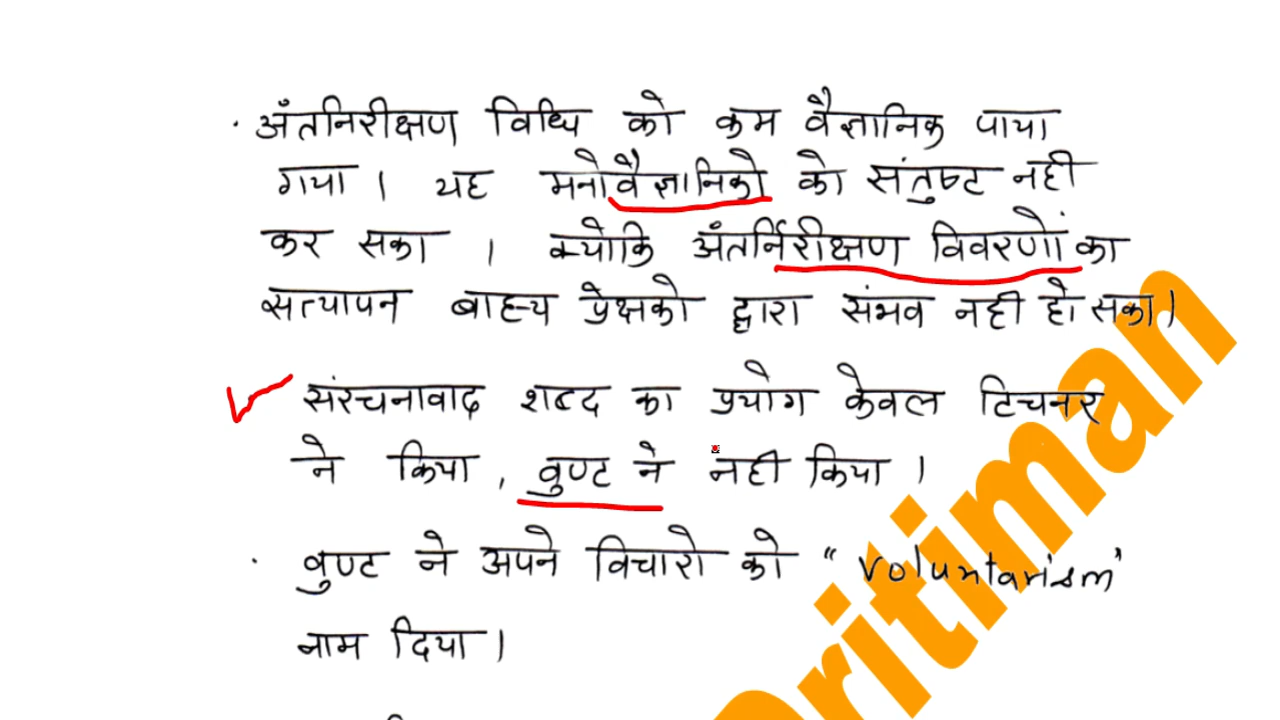 · अंतनिरीक्षण विधि को कम वैज्ञानिक पाया
गया । यह मनोवैज्ञानिको को संतुष्ट नही
कर सका । क्योकि अंतर्निरीक्षण विवरणों का
सत्यापन बाह्य प्रेक्षको द्वारा संभव नही हो सका।
संरचनावाद शब्द का प्रयोग केवल टिचनर
ने किया , वुण्ट ने नही किया ।
· वुण्ट ने अपने विचारो को “ Voluntarism ’
नाम दिया ।